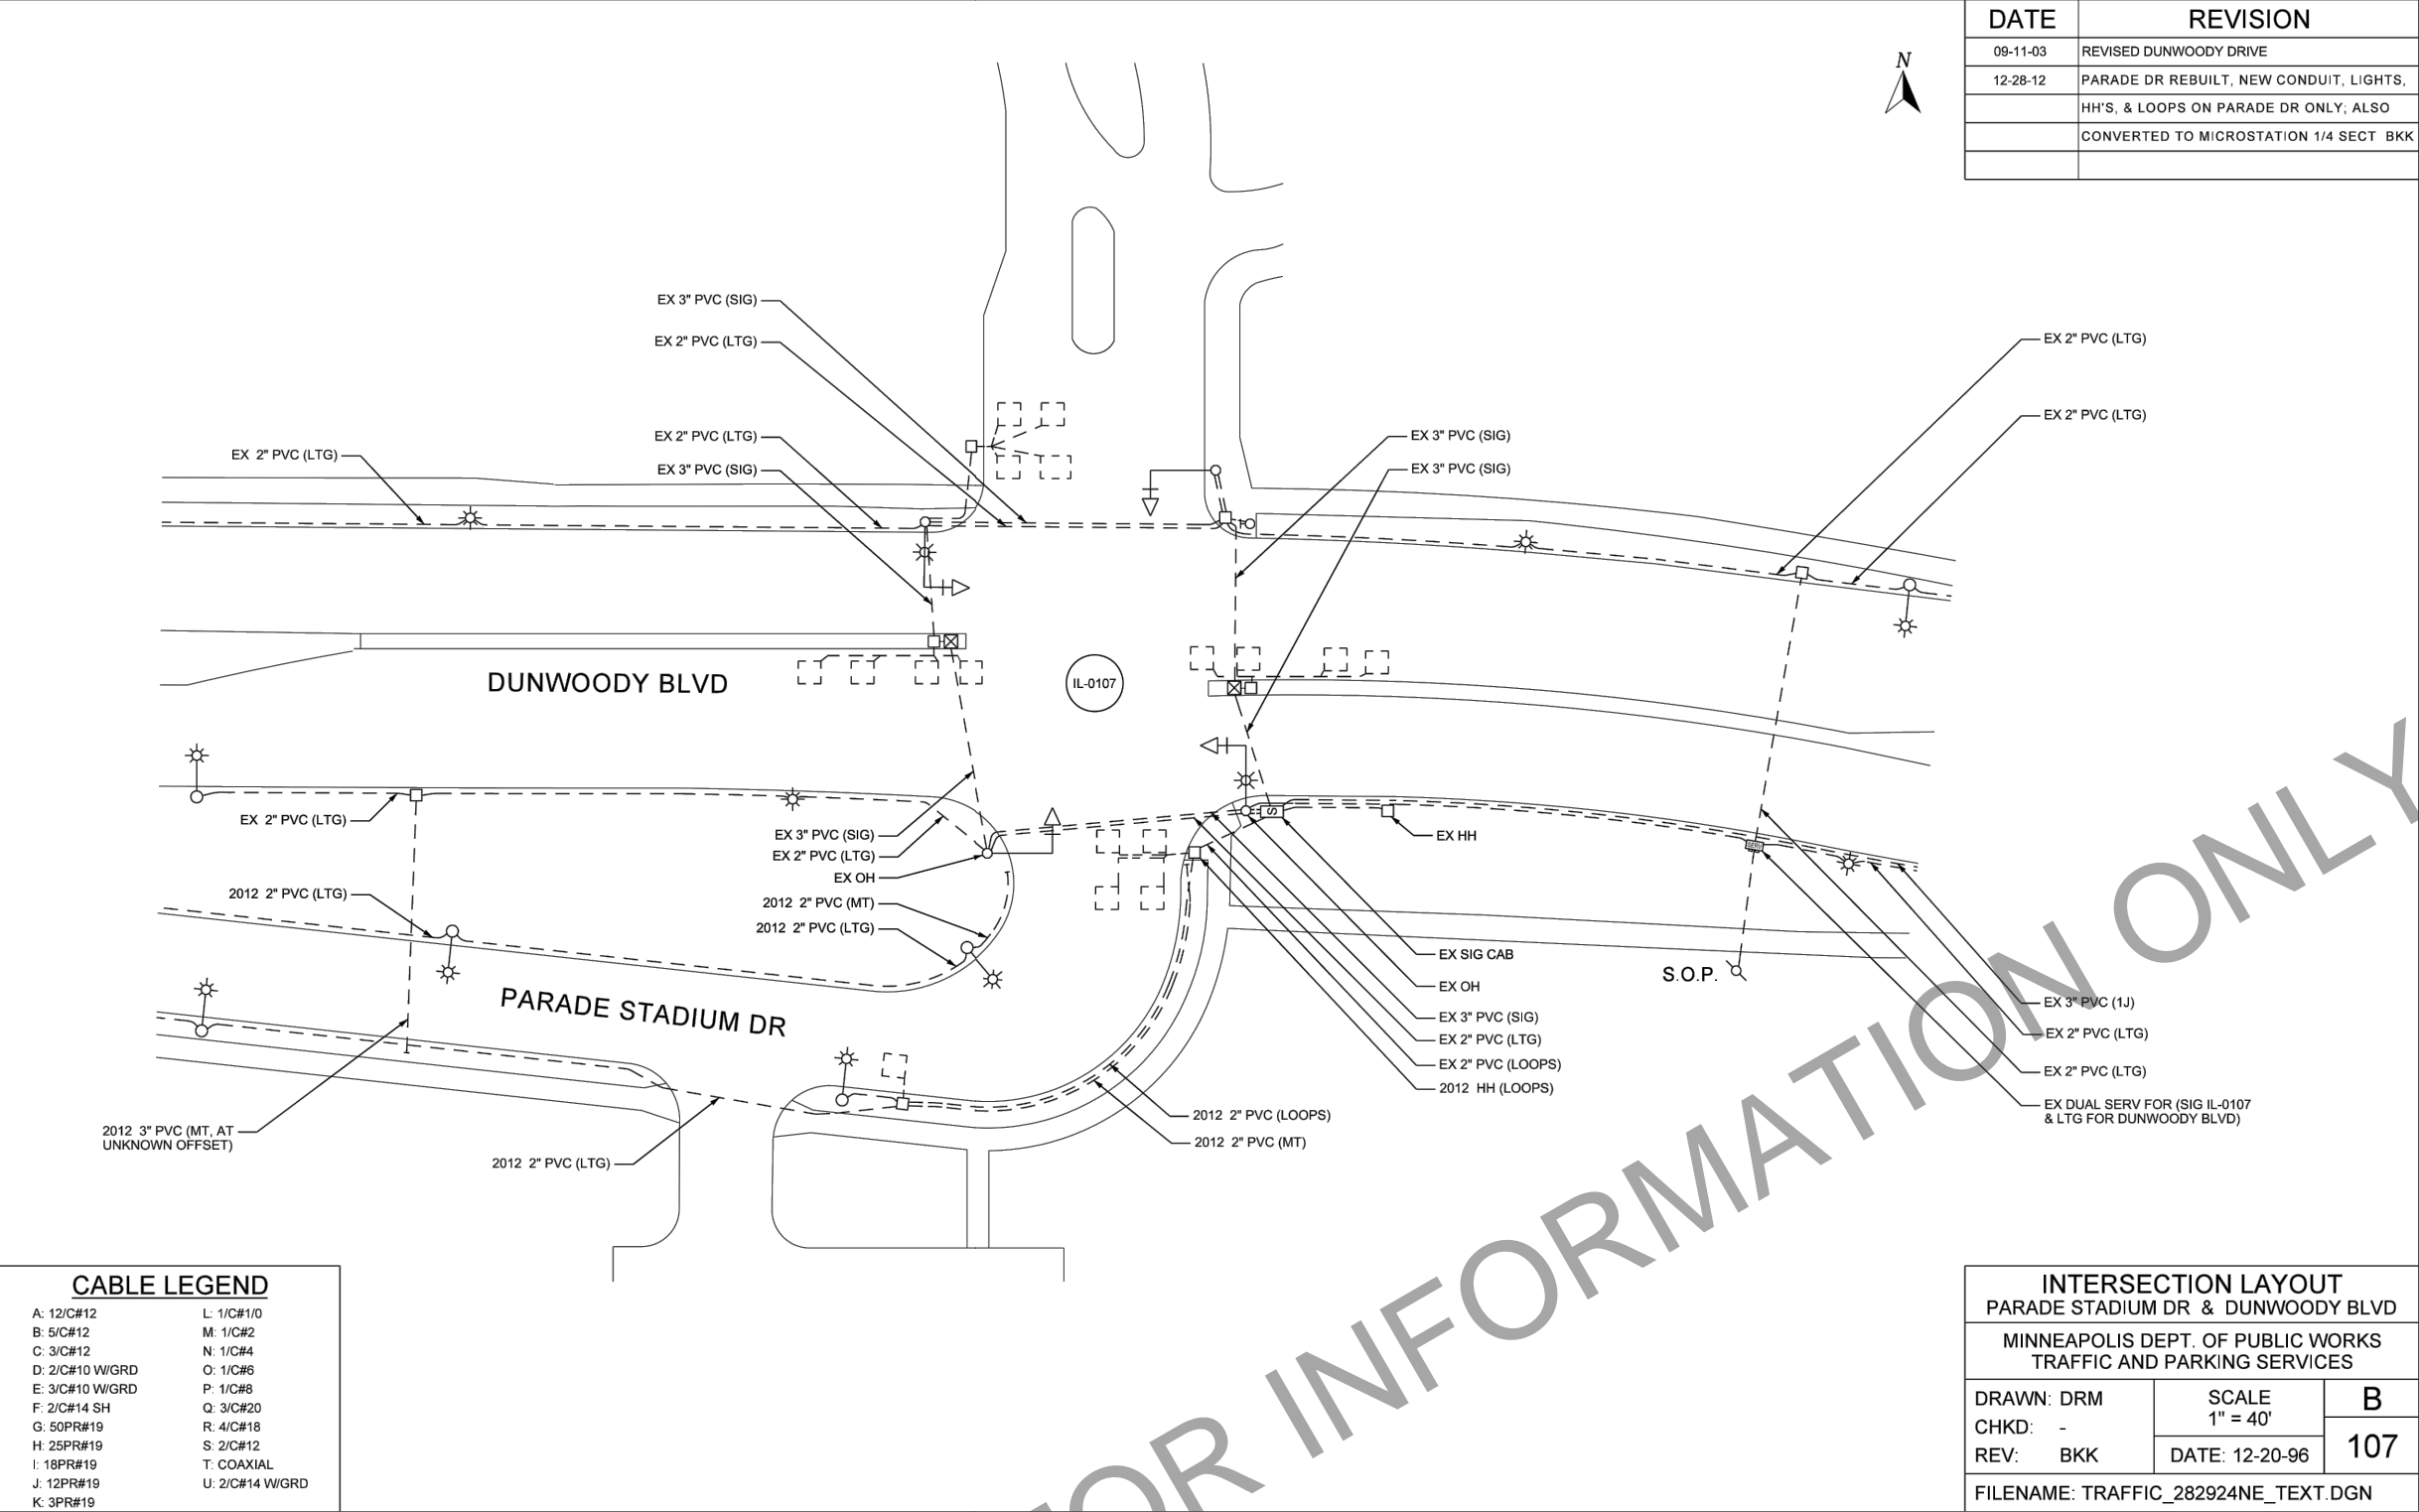 DATE REVISION
09-11-03 REVISED DUNWOODY DRIVE
12-28-12 PARADE DR REBUILT, NEW CONDUIT, LIGHTS,
HH'S, & LOOPS ON PARADE DR ONLY; ALSO
CONVERTED TO MICROSTATION 1/4 SECT BKK
N
EX 3" PVC (SIG)
EX 2" PVC (LTG)
EX 2" PVC (LTG)
EX 3" PVC (SIG)
EX 2" PVC (LTG)
EX 3" PVC (SIG)
EX 3" PVC (SIG)
EX 2" PVC (LTG)
EX 2" PVC (LTG)
DUNWOODY BLVD
IL-0107
EX 2" PVC (LTG)
EX 3" PVC (SIG)
EX 2" PVC (LTG)
EX OH
2012 2" PVC (MT)
2012 2" PVC (LTG)
2012 2" PVC (LTG)
S
EX HH
SERV
PARADE STADIUM DR
EX SIG CAB
EX OH
EX 3" PVC (SIG)
EX 2" PVC (LTG)
EX 2" PVC (LOOPS)
2012 HH (LOOPS)
S.O.P.
EX 3" PVC (1J)
EX 2" PVC (LTG)
EX 2" PVC (LTG)
EX DUAL SERV FOR (SIG IL-0107
& LTG FOR DUNWOODY BLVD)
2012 3" PVC (MT, AT
UNKNOWN OFFSET)
2012 2" PVC (LTG)
2012 2" PVC (LOOPS)
2012 2" PVC (MT)
OR INFORMATION ONLY
CABLE LEGEND
A: 12/C#12
B: 5/C#12
C: 3/C#12
D: 2/C#10 W/GRD
E: 3/C#10 W/GRD
F: 2/C#14 SH
G: 50PR#19
H: 25PR#19
I: 18PR#19
J: 12PR#19
K: 3PR#19
L: 1/C#1/0
M: 1/C#2
N: 1/C#4
O: 1/C#6
P: 1/C#8
Q: 3/C#20
R: 4/C#18
S: 2/C#12
T: COAXIAL
U: 2/C#14 W/GRD
INTERSECTION LAYOUT
PARADE STADIUM DR & DUNWOODY BLVD
MINNEAPOLIS DEPT. OF PUBLIC WORKS
TRAFFIC AND PARKING SERVICES
DRAWN: DRM
CHKD: -
REV: BKK
SCALE
1" = 40'
DATE: 12-20-96
B
107
FILENAME: TRAFFIC_282924NE_TEXT.DGN